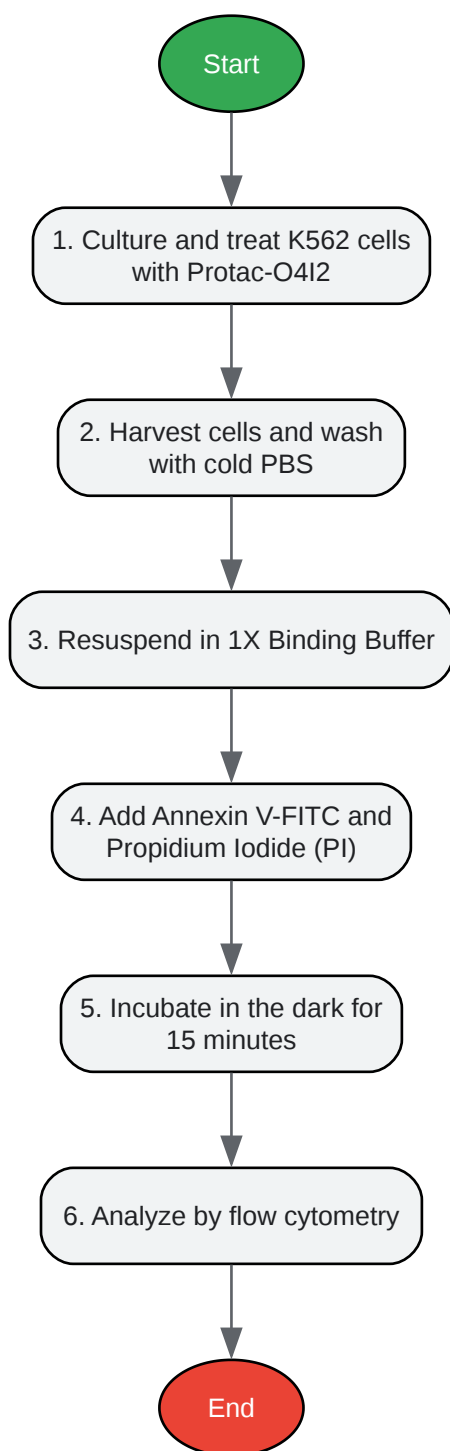 Start
1. Culture and treat K562 cells
with Protac-O4I2
2. Harvest cells and wash
with cold PBS
3. Resuspend in 1X Binding Buffer
4. Add Annexin V-FITC and
Propidium Iodide (PI)
5. Incubate in the dark for
15 minutes
6. Analyze by flow cytometry
End